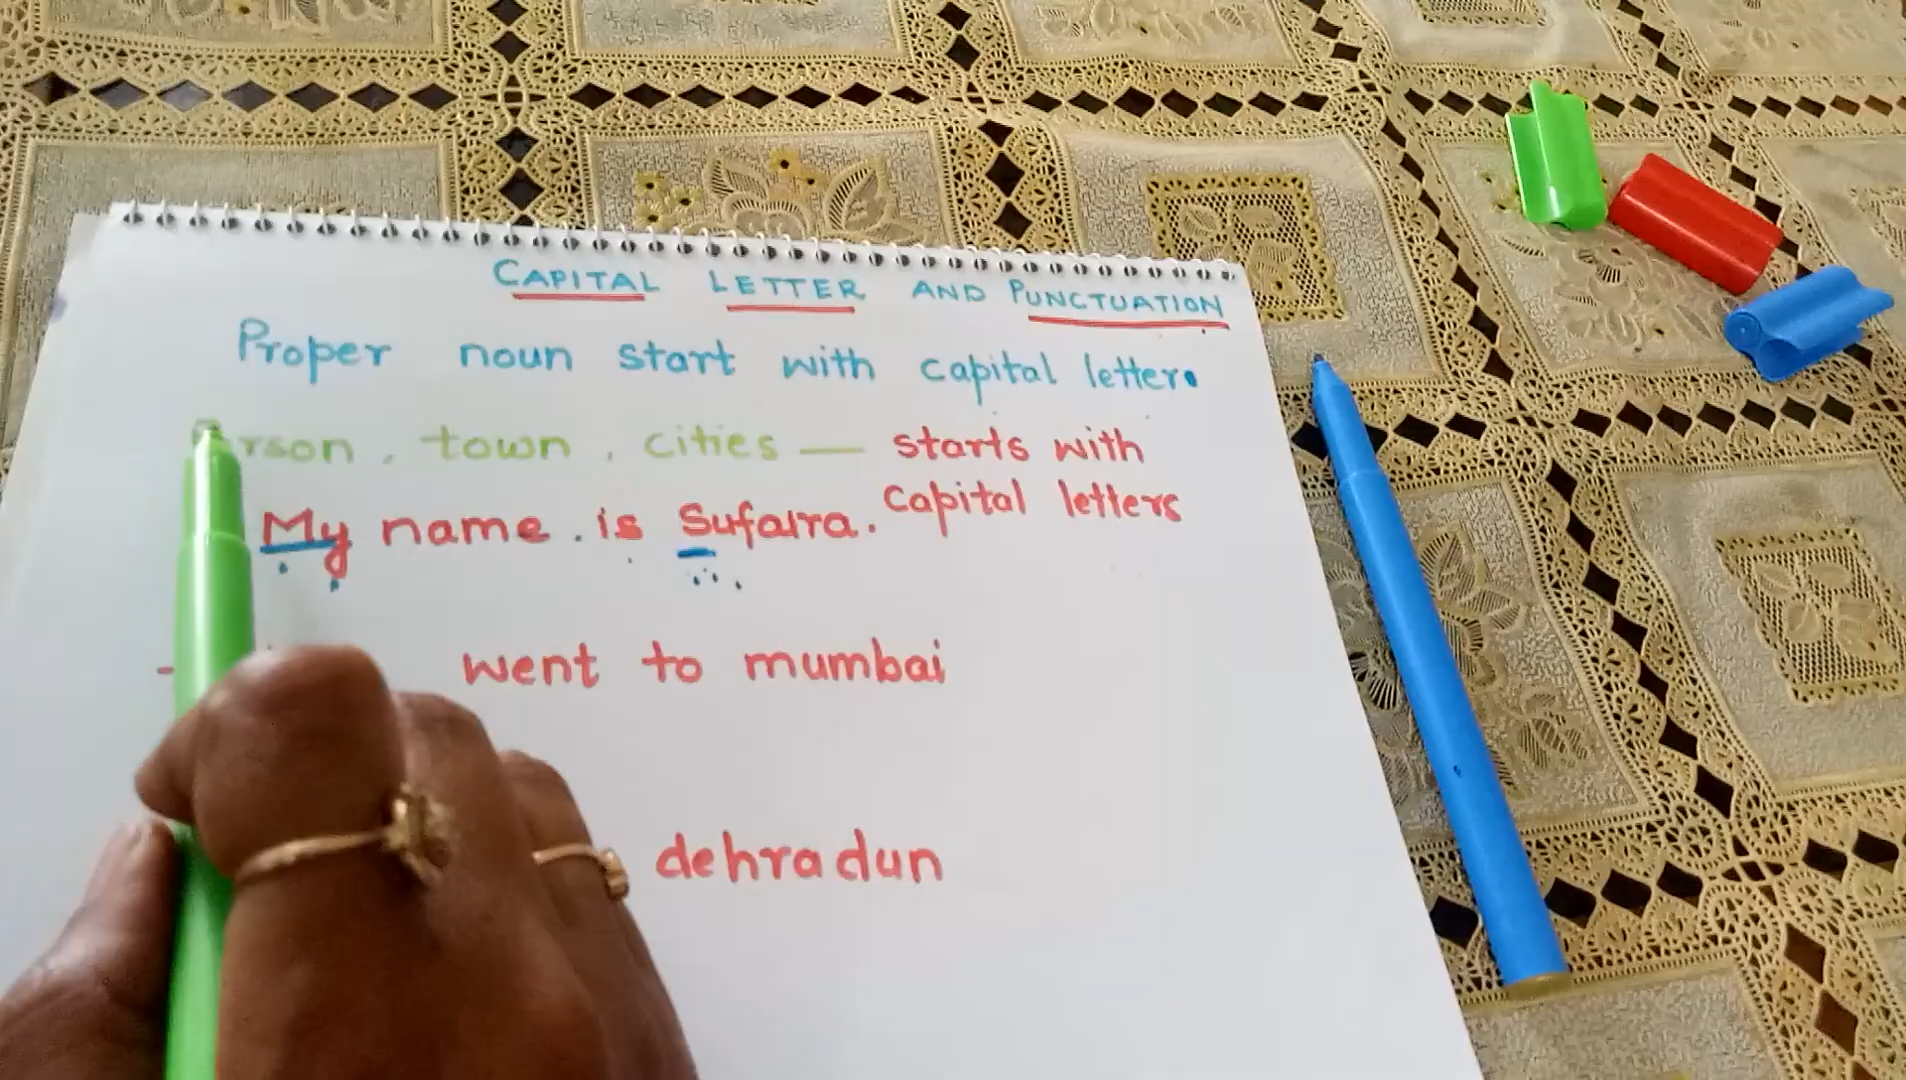 CAPITAL LETTER AND PUNCTUATION
Proper noun start with capital letter.
town, cities — starts with
capital letters
My name is Sufaira.
went to mumbai
dehradun